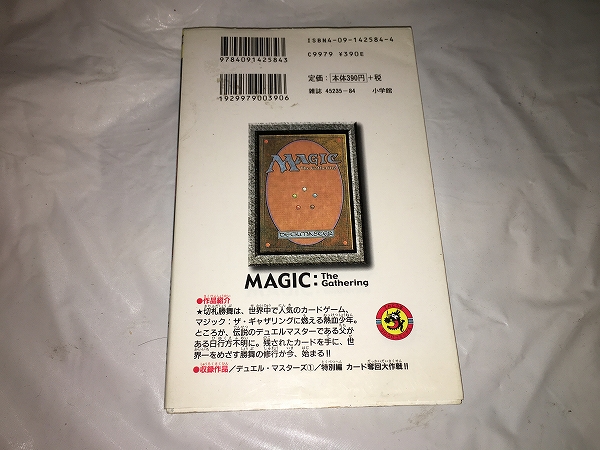 ISBN4-09-142584-4
C9979 ¥390E
9784091425843
1929979003906
定価：本体390円+税
雑誌 45235-84 小学館
MAGIC
The Gathering
DECKMASTER
MAGIC: The Gathering
●作品紹介
★切札勝舞は、世界中で人気のカードゲーム、
マジック：ザ・ギャザリングに燃える熱血少年。
ところが、伝説のデュエルマスターである父が
ある日行方不明に。残されたカードを手に、世
界一をめざす勝舞の修行が今、始まる!!
●収録作品／デュエル・マスターズ①／特別編 カード奪回大作戦!!